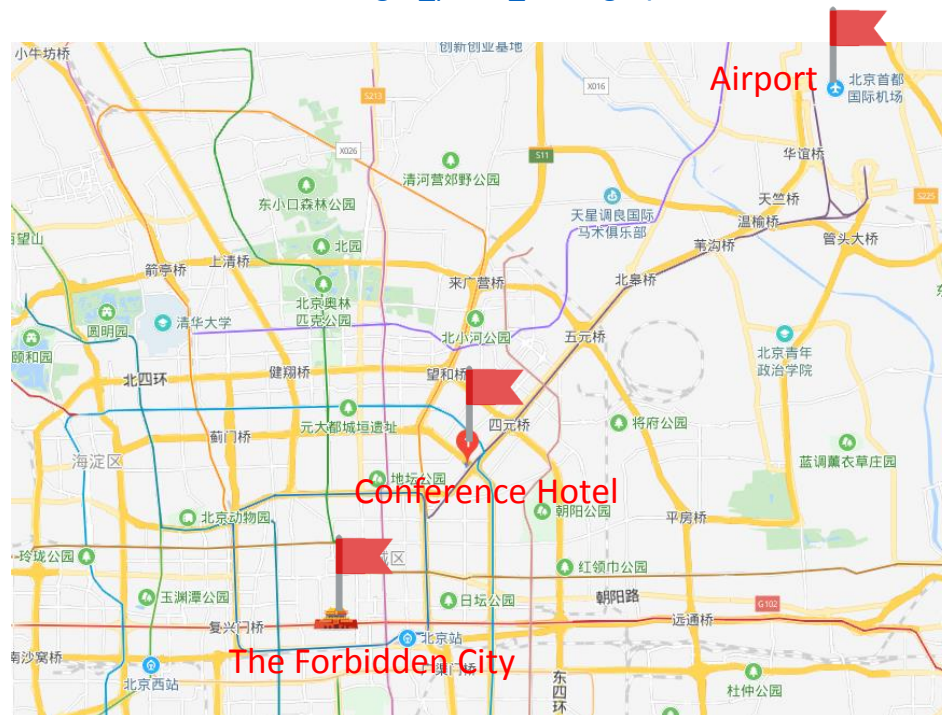 小牛坊桥
创新创业基地
Airport
北京首都
国际机场
X016
S213
X026
S11
华谊桥
清河营郊野公园
东小口森林公园
天星调良国际
马术俱乐部
天竺桥
温榆桥
S225
苇沟桥
管头大桥
百望山
北园
箭亭桥
上清桥
来广营桥
北皋桥
北京奥林
匹克公园
圆明园
清华大学
北小河公园
五元桥
颐和园
北京青年
政治学院
北四环
健翔桥
望和桥
元大都城垣遗址
四元桥
将府公园
蓟门桥
海淀区
蓝调薰衣草庄园
地坛公园
Conference Hotel
北京动物园
朝阳公园
平房桥
玲珑公园
城区
红领巾公园
玉渊潭公园
日坛公园
朝阳路
G102
复兴门桥
远通桥
北京站
南沙窝桥
The Forbidden City
渠门桥
北京西站
东
四
环
杜仲公园